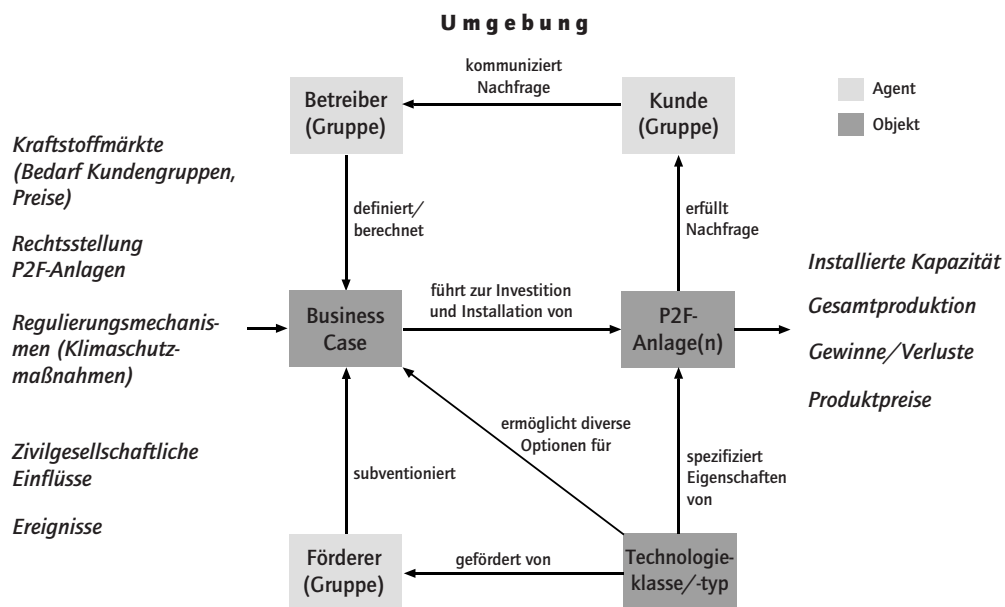 Umgebung
kommuniziert
Nachfrage
Betreiber
(Gruppe)
Kunde
(Gruppe)
Agent
Objekt
Kraftstoffmärkte
(Bedarf Kundengruppen,
Preise)
definiert/
berechnet
erfüllt
Nachfrage
Rechtsstellung
P2F-Anlagen
Regulierungsmechanis-
men (Klimaschutz-
maßnahmen)
Business
Case
führt zur Investition
und Installation von
P2F-
Anlage(n)
Installierte Kapazität
Gesamtproduktion
Gewinne/Verluste
Produktpreise
ermöglicht diverse
Optionen für
Zivilgesellschaftliche
Einflüsse
Ereignisse
subventioniert
spezifiziert
Eigenschaften
von
Förderer
(Gruppe)
gefördert von
Technologie-
klasse/-typ